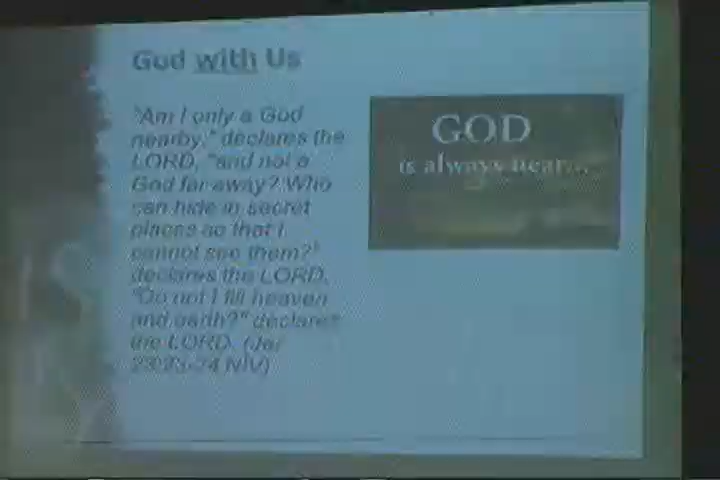 God with Us
"Am I only a God
nearby," declares the
LORD, "and not a
God far away? Who
can hide in secret
places so that I
cannot see them?"
declares the LORD.
"Do not I fill heaven
and earth?" declares
the LORD. (Jer
23:23-24 NIV)
GOD
is always near...